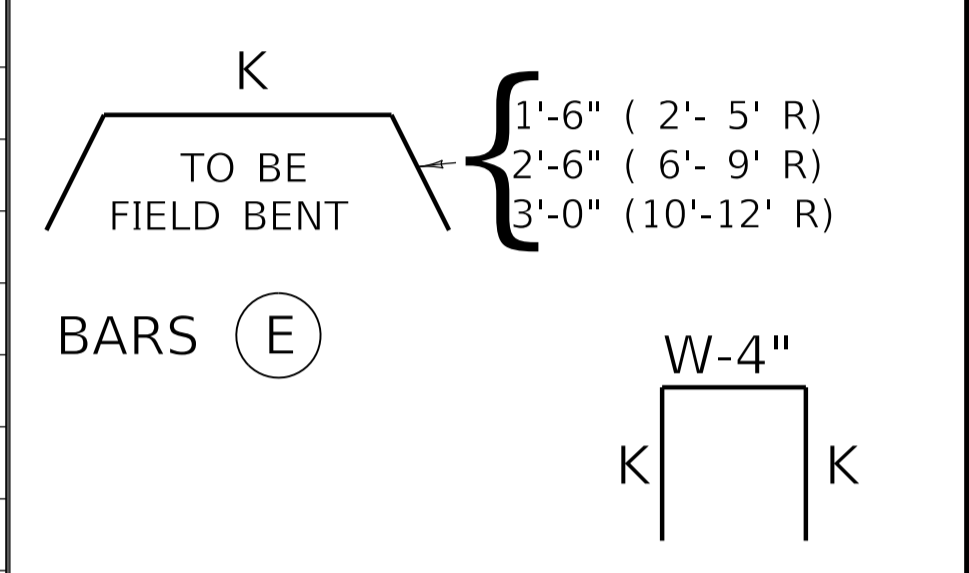 K
TO BE
FIELD BENT
1'-6" ( 2'- 5' R)
2'-6" ( 6'- 9' R)
3'-0" (10'-12' R)
BARS E
W-4"
K K